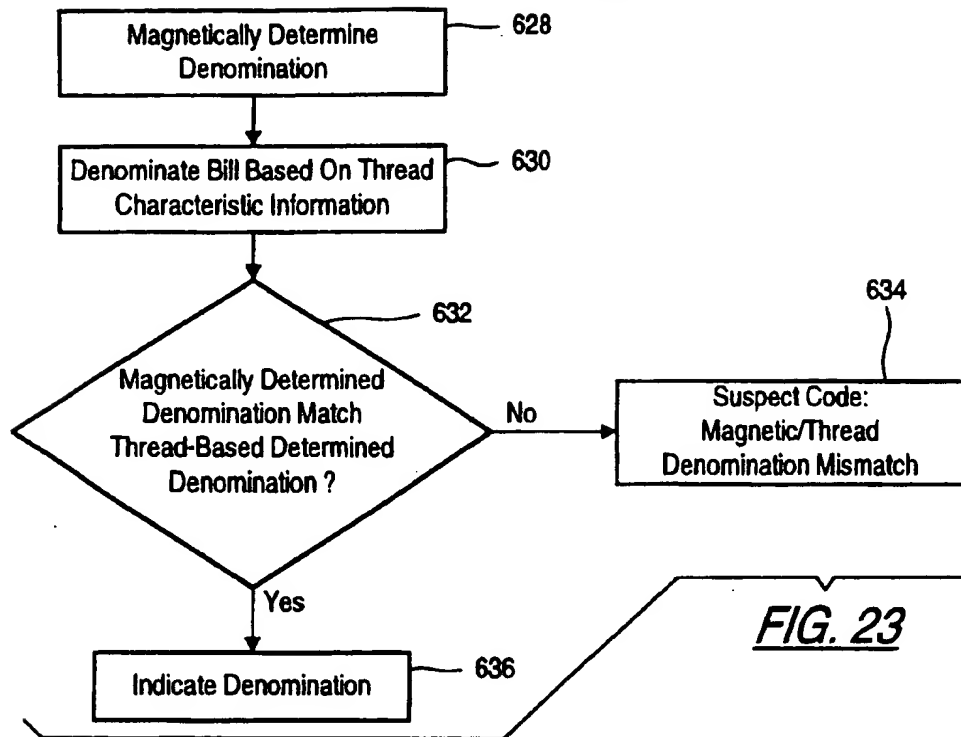 Magnetically Determine
Denomination
628
Denominate Bill Based On Thread
Characteristic Information
630
632
Magnetically Determined
Denomination Match
Thread-Based Determined
Denomination ?
No
634
Suspect Code:
Magnetic/Thread
Denomination Mismatch
Yes
Indicate Denomination
636
FIG. 23